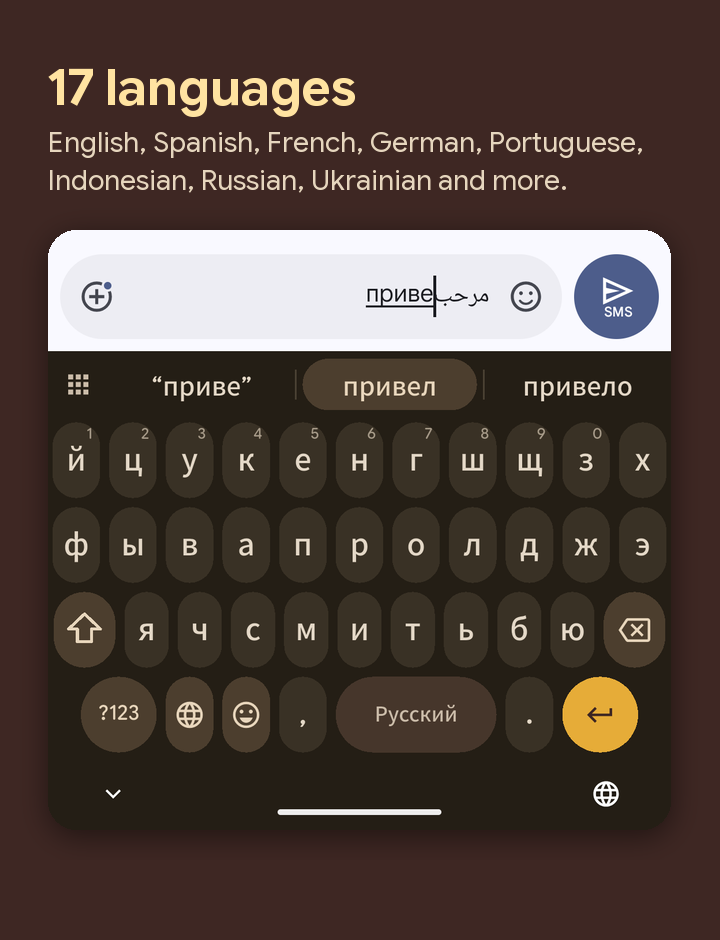 17 languages
English, Spanish, French, German, Portuguese,
Indonesian, Russian, Ukrainian and more.
مرحب приве
SMS
“приве” привел привело
1 2 3 4 5 6 7 8 9 0
й ц у к е н г ш щ з х
ф ы в а п р о л д ж э
я ч с м и т ь б ю
?123 , Русский .